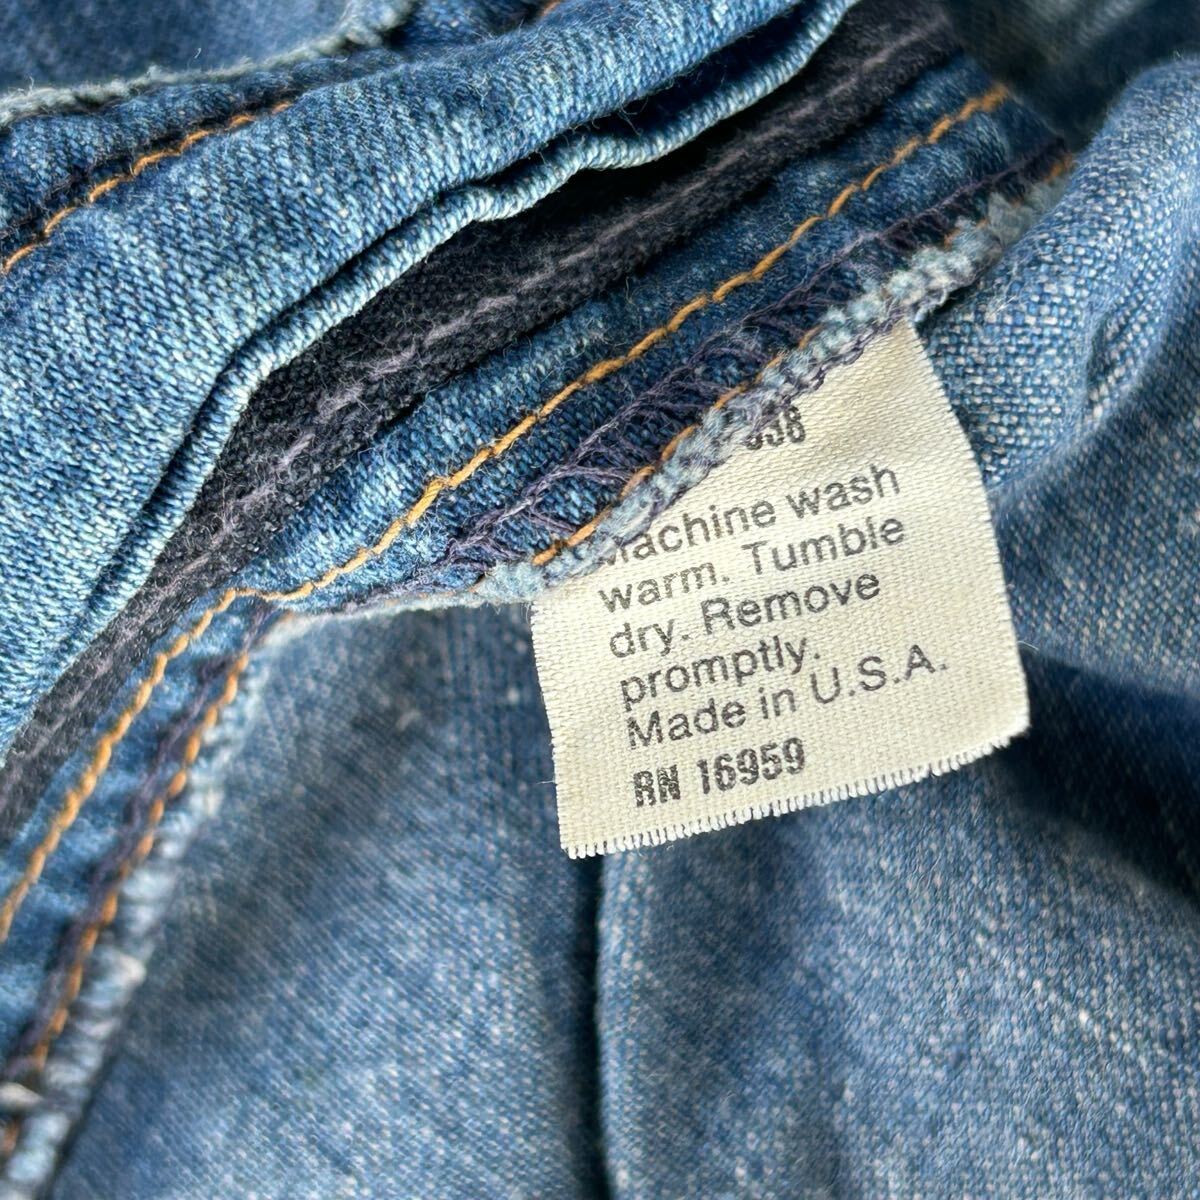 Machine wash
warm. Tumble
dry. Remove
promptly.
Made in U.S.A.
RN 16959